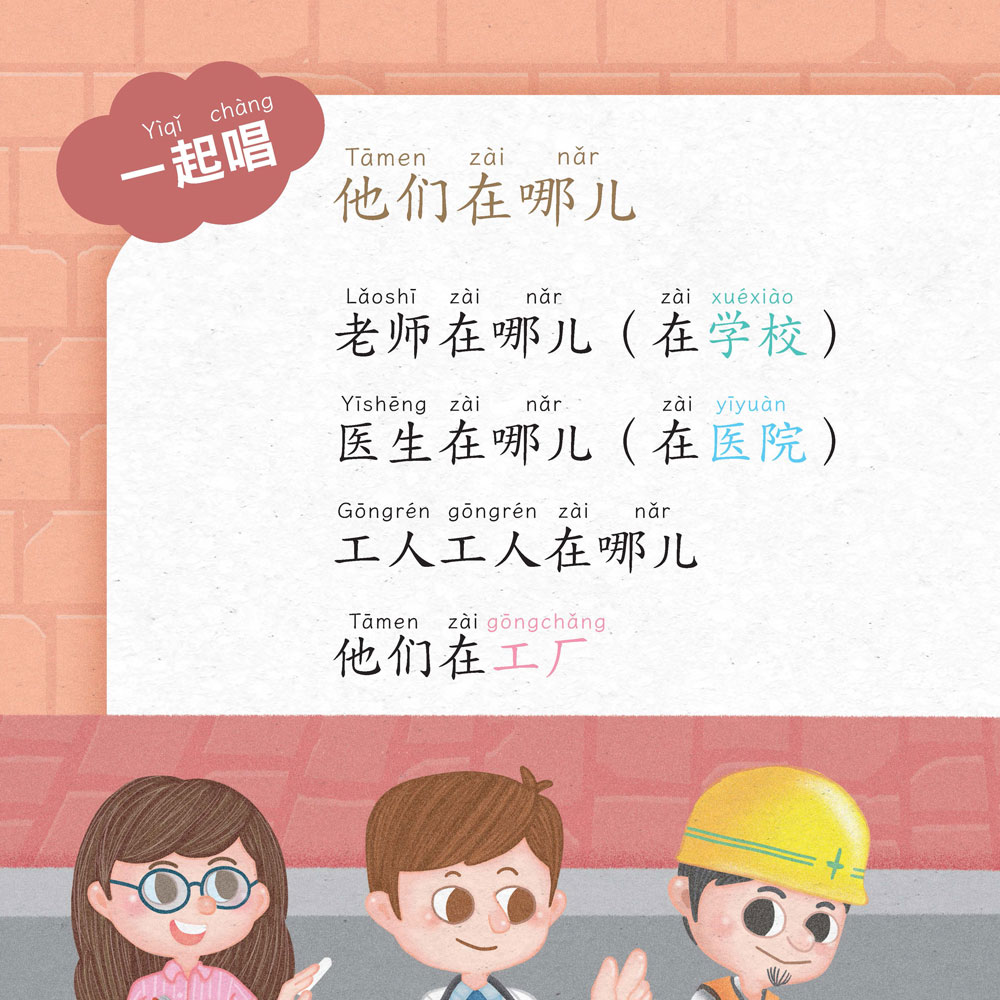 Yìqǐ chàng
一起唱
Tāmen zài nǎr
他们在哪儿
Lǎoshī zài nǎr zài xuéxiào
老师在哪儿（在学校）
Yīshēng zài nǎr zài yīyuàn
医生在哪儿（在医院）
Gōngrén gōngrén zài nǎr
工人工人在哪儿
Tāmen zài gōngchǎng
他们在工厂